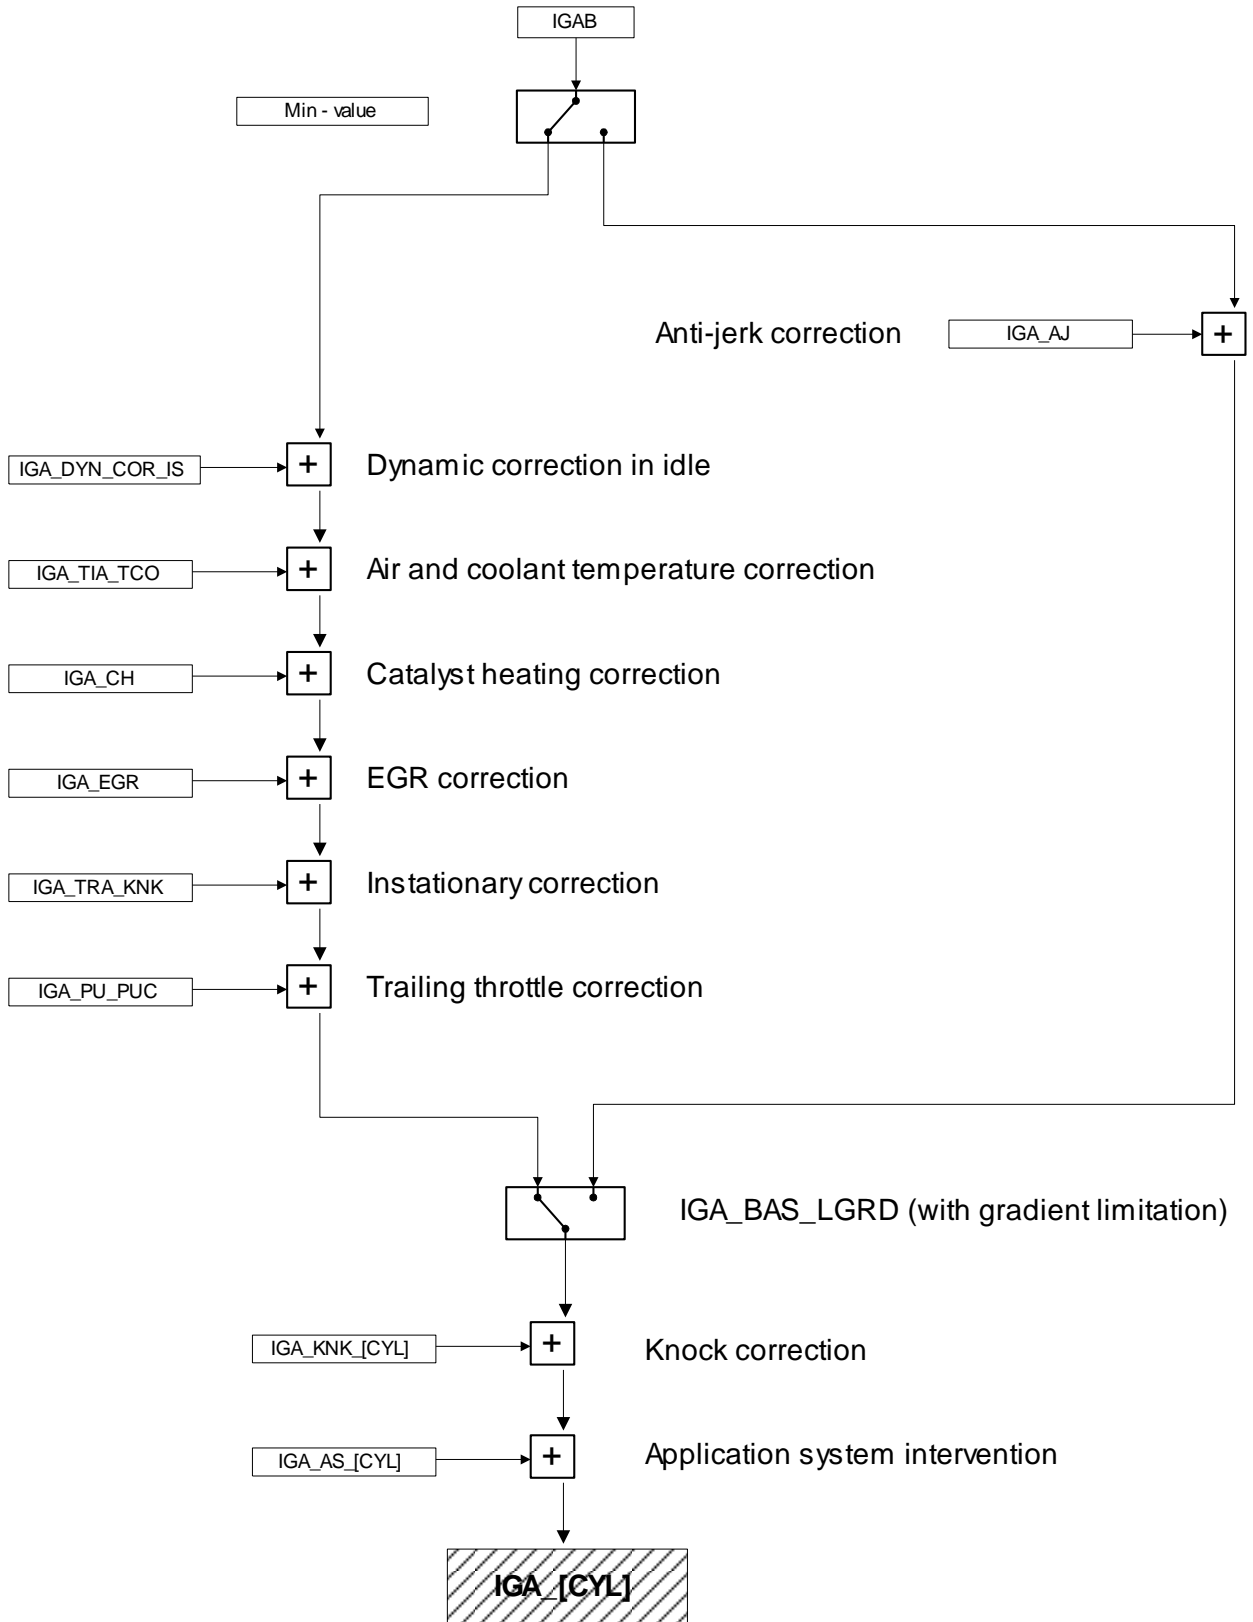 IGAB
Min - value
Anti-jerk correction
IGA_AJ
+
IGA_DYN_COR_IS
+
Dynamic correction in idle
IGA_TIA_TCO
+
Air and coolant temperature correction
IGA_CH
+
Catalyst heating correction
IGA_EGR
+
EGR correction
IGA_TRA_KNK
+
Instationary correction
IGA_PU_PUC
+
Trailing throttle correction
IGA_BAS_LGRD (with gradient limitation)
IGA_KNK_[CYL]
+
Knock correction
IGA_AS_[CYL]
+
Application system intervention
IGA_[CYL]